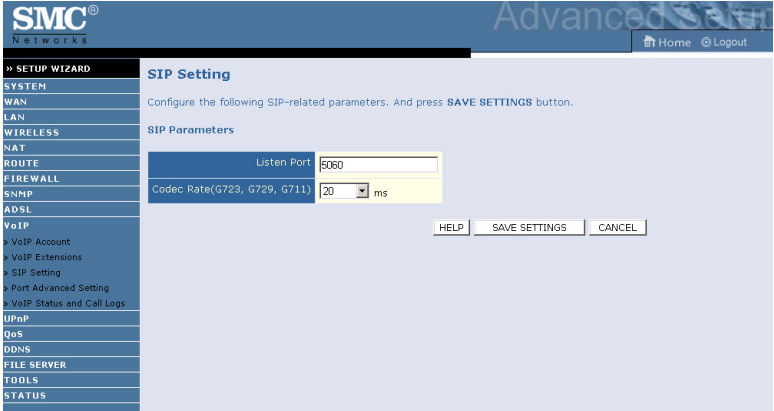 SMC®
Networks
Advanced Setup
Home Logout
» SETUP WIZARD
SYSTEM
WAN
LAN
WIRELESS
NAT
ROUTE
FIREWALL
SNMP
ADSL
VoIP
» VoIP Account
» VoIP Extensions
» SIP Setting
» Port Advanced Setting
» VoIP Status and Call Logs
UPnP
QoS
DDNS
FILE SERVER
TOOLS
STATUS
SIP Setting
Configure the following SIP-related parameters. And press SAVE SETTINGS button.
SIP Parameters
Listen Port 5060
Codec Rate(G723, G729, G711) 20 ms
HELP SAVE SETTINGS CANCEL